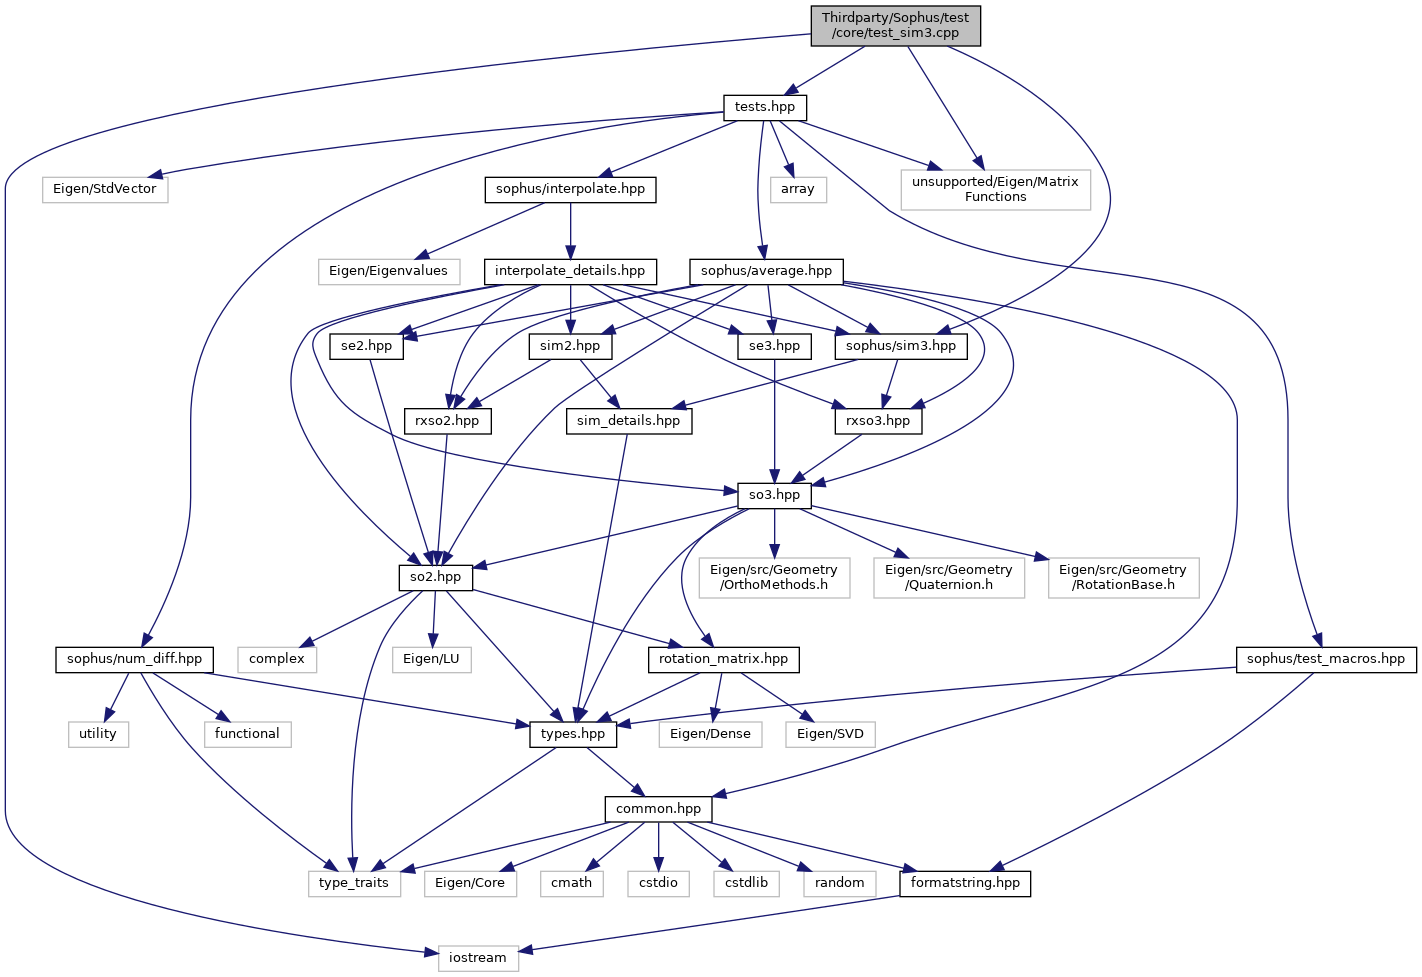 Thirdparty/Sophus/test
/core/test_sim3.cpp
tests.hpp
Eigen/StdVector
sophus/interpolate.hpp
array
unsupported/Eigen/Matrix
Functions
Eigen/Eigenvalues
interpolate_details.hpp
sophus/average.hpp
se2.hpp
sim2.hpp
se3.hpp
sophus/sim3.hpp
rxso2.hpp
sim_details.hpp
rxso3.hpp
so3.hpp
so2.hpp
Eigen/src/Geometry
/OrthoMethods.h
Eigen/src/Geometry
/Quaternion.h
Eigen/src/Geometry
/RotationBase.h
sophus/num_diff.hpp
complex
Eigen/LU
rotation_matrix.hpp
sophus/test_macros.hpp
utility
functional
types.hpp
Eigen/Dense
Eigen/SVD
common.hpp
type_traits
Eigen/Core
cmath
cstdio
cstdlib
random
formatstring.hpp
iostream